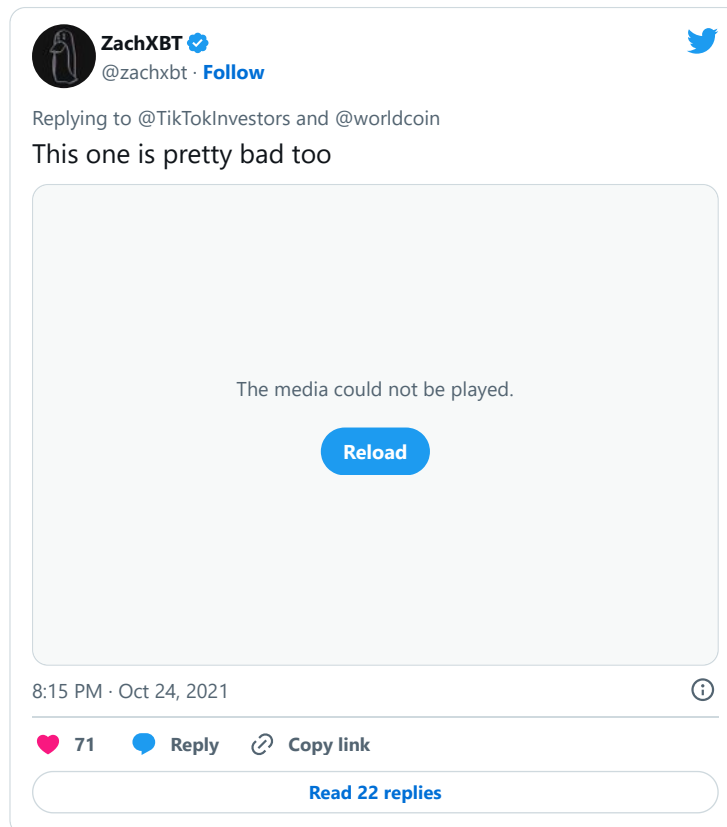 ZachXBT
@zachxbt · Follow
Replying to @TikTokInvestors and @worldcoin
This one is pretty bad too
The media could not be played.
Reload
8:15 PM · Oct 24, 2021
71 Reply Copy link
Read 22 replies